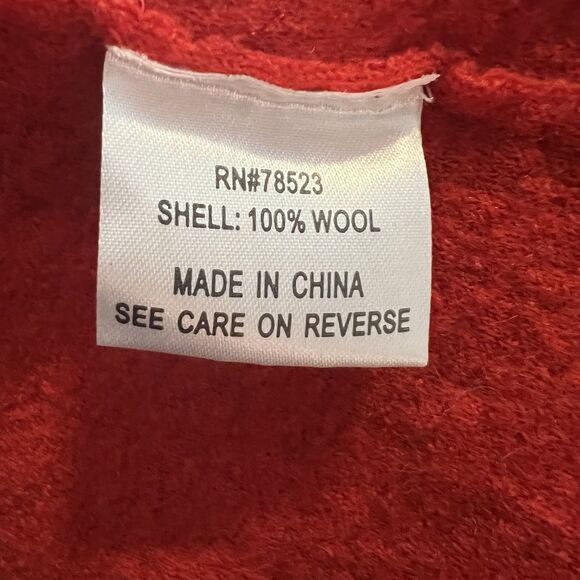 RN#78523
SHELL: 100% WOOL
MADE IN CHINA
SEE CARE ON REVERSE